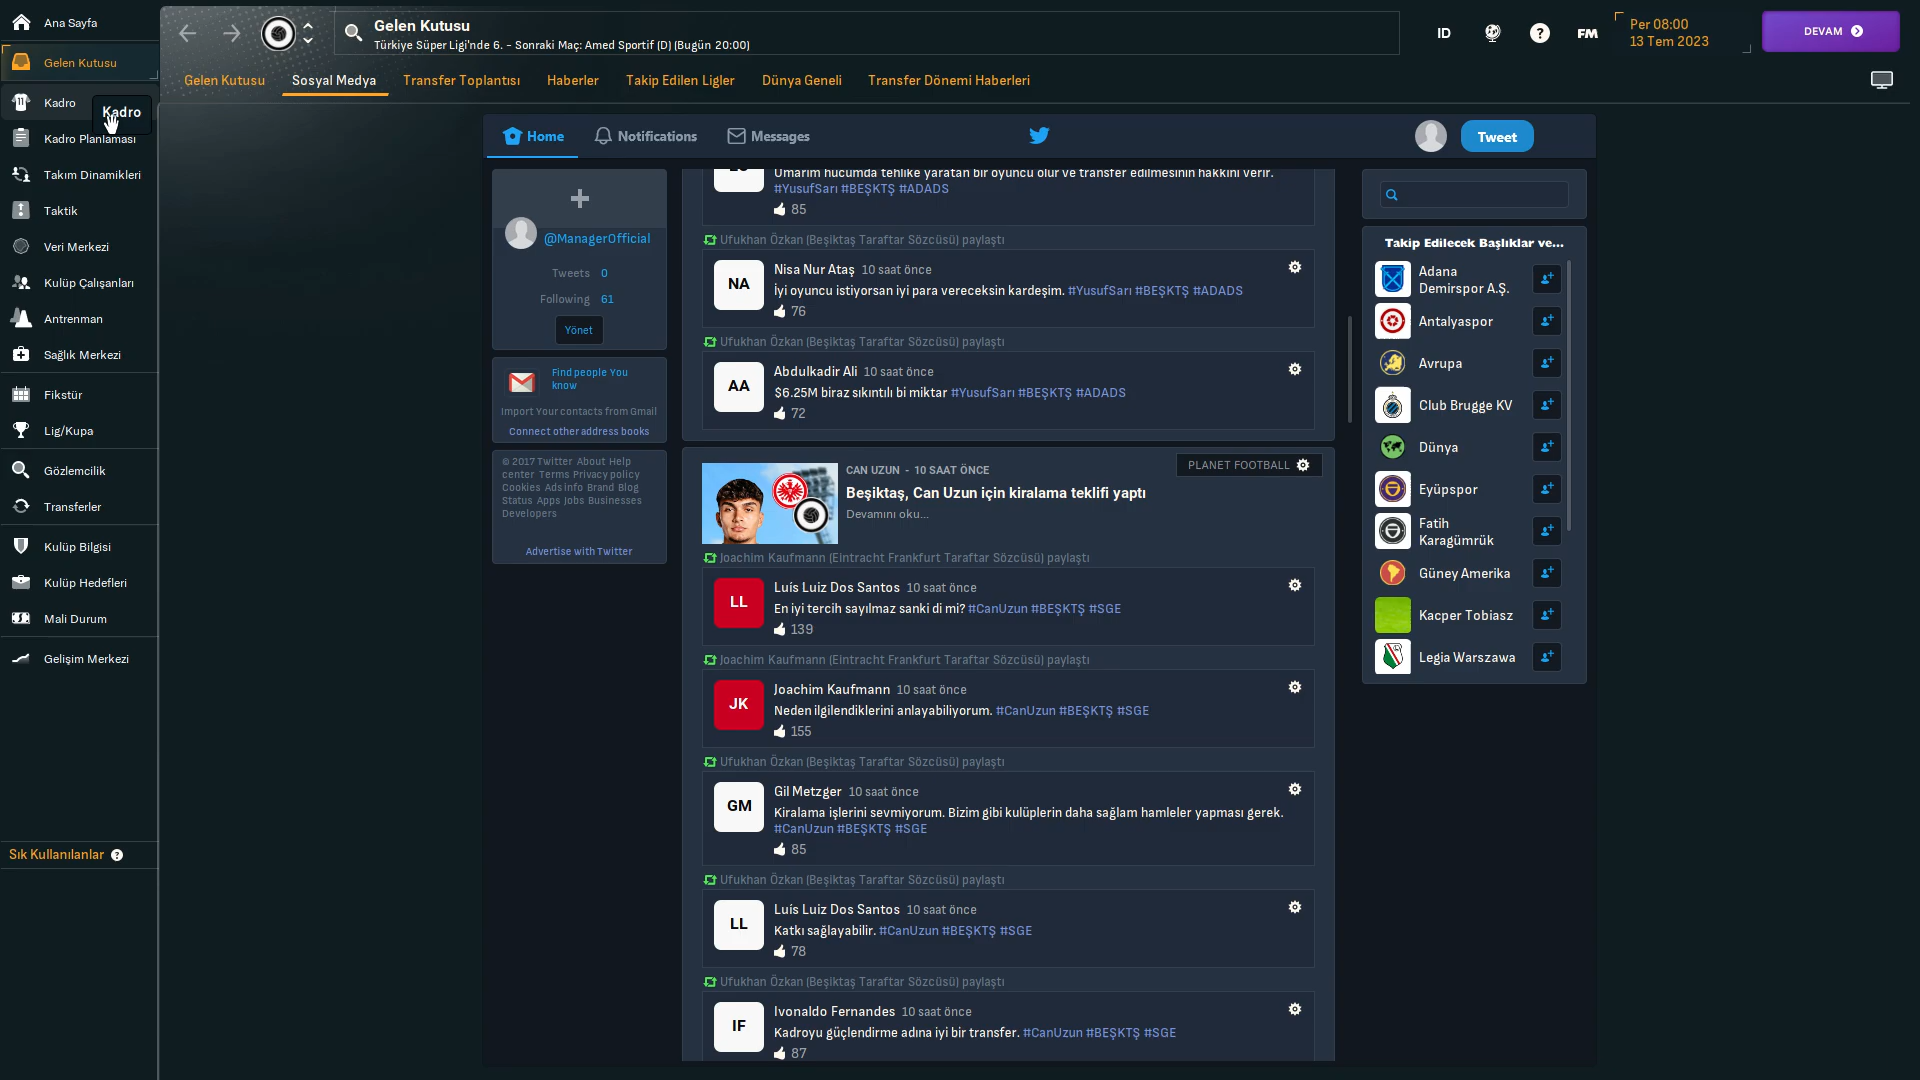 Ana Sayfa
Gelen Kutusu
Kadro
Kadro
Kadro Planlaması
Takım Dinamikleri
Taktik
Veri Merkezi
Kulüp Çalışanları
Antrenman
Sağlık Merkezi
Fikstür
Lig/Kupa
Gözlemcilik
Transferler
Kulüp Bilgisi
Kulüp Hedefleri
Mali Durum
Gelişim Merkezi
Sık Kullanılanlar ?
Gelen Kutusu
Türkiye Süper Ligi'nde 6. - Sonraki Maç: Amed Sportif (D) (Bugün 20:00)
ID
?
FM
Per 08:00
13 Tem 2023
DEVAM
Gelen Kutusu Sosyal Medya Transfer Toplantısı Haberler Takip Edilen Ligler Dünya Geneli Transfer Dönemi Haberleri
Home Notifications Messages
Tweet
@ManagerOfficial
Tweets 0
Following 61
Yönet
Find people You
know
Import Your contacts from Gmail
Connect other address books
© 2017 Twitter About Help
center Terms Privacy policy
Cookies Ads info Brand Blog
Status Apps Jobs Businesses
Developers
Advertise with Twitter
Umarım hücumda tehlike yaratan bir oyuncu olur ve transfer edilmesinin hakkını verir.
#YusufSarı #BEŞKTŞ #ADADS
85
Ufukhan Özkan (Beşiktaş Taraftar Sözcüsü) paylaştı
NA
Nisa Nur Ataş 10 saat önce
İyi oyuncu istiyorsan iyi para vereceksin kardeşim. #YusufSarı #BEŞKTŞ #ADADS
76
Ufukhan Özkan (Beşiktaş Taraftar Sözcüsü) paylaştı
AA
Abdulkadir Ali 10 saat önce
$6.25M biraz sıkıntılı bi miktar #YusufSarı #BEŞKTŞ #ADADS
72
CAN UZUN - 10 SAAT ÖNCE
PLANET FOOTBALL
Beşiktaş, Can Uzun için kiralama teklifi yaptı
Devamını oku...
Joachim Kaufmann (Eintracht Frankfurt Taraftar Sözcüsü) paylaştı
LL
Luís Luiz Dos Santos 10 saat önce
En iyi tercih sayılmaz sanki di mi? #CanUzun #BEŞKTŞ #SGE
139
Joachim Kaufmann (Eintracht Frankfurt Taraftar Sözcüsü) paylaştı
JK
Joachim Kaufmann 10 saat önce
Neden ilgilendiklerini anlayabiliyorum. #CanUzun #BEŞKTŞ #SGE
155
Ufukhan Özkan (Beşiktaş Taraftar Sözcüsü) paylaştı
GM
Gil Metzger 10 saat önce
Kiralama işlerini sevmiyorum. Bizim gibi kulüplerin daha sağlam hamleler yapması gerek.
#CanUzun #BEŞKTŞ #SGE
85
Ufukhan Özkan (Beşiktaş Taraftar Sözcüsü) paylaştı
LL
Luís Luiz Dos Santos 10 saat önce
Katkı sağlayabilir. #CanUzun #BEŞKTŞ #SGE
78
Ufukhan Özkan (Beşiktaş Taraftar Sözcüsü) paylaştı
IF
Ivonaldo Fernandes 10 saat önce
Kadroyu güçlendirme adına iyi bir transfer. #CanUzun #BEŞKTŞ #SGE
87
Takip Edilecek Başlıklar ve...
Adana
Demirspor A.Ş.
Antalyaspor
Avrupa
Club Brugge KV
Dünya
Eyüpspor
Fatih
Karagümrük
Güney Amerika
Kacper Tobiasz
Legia Warszawa